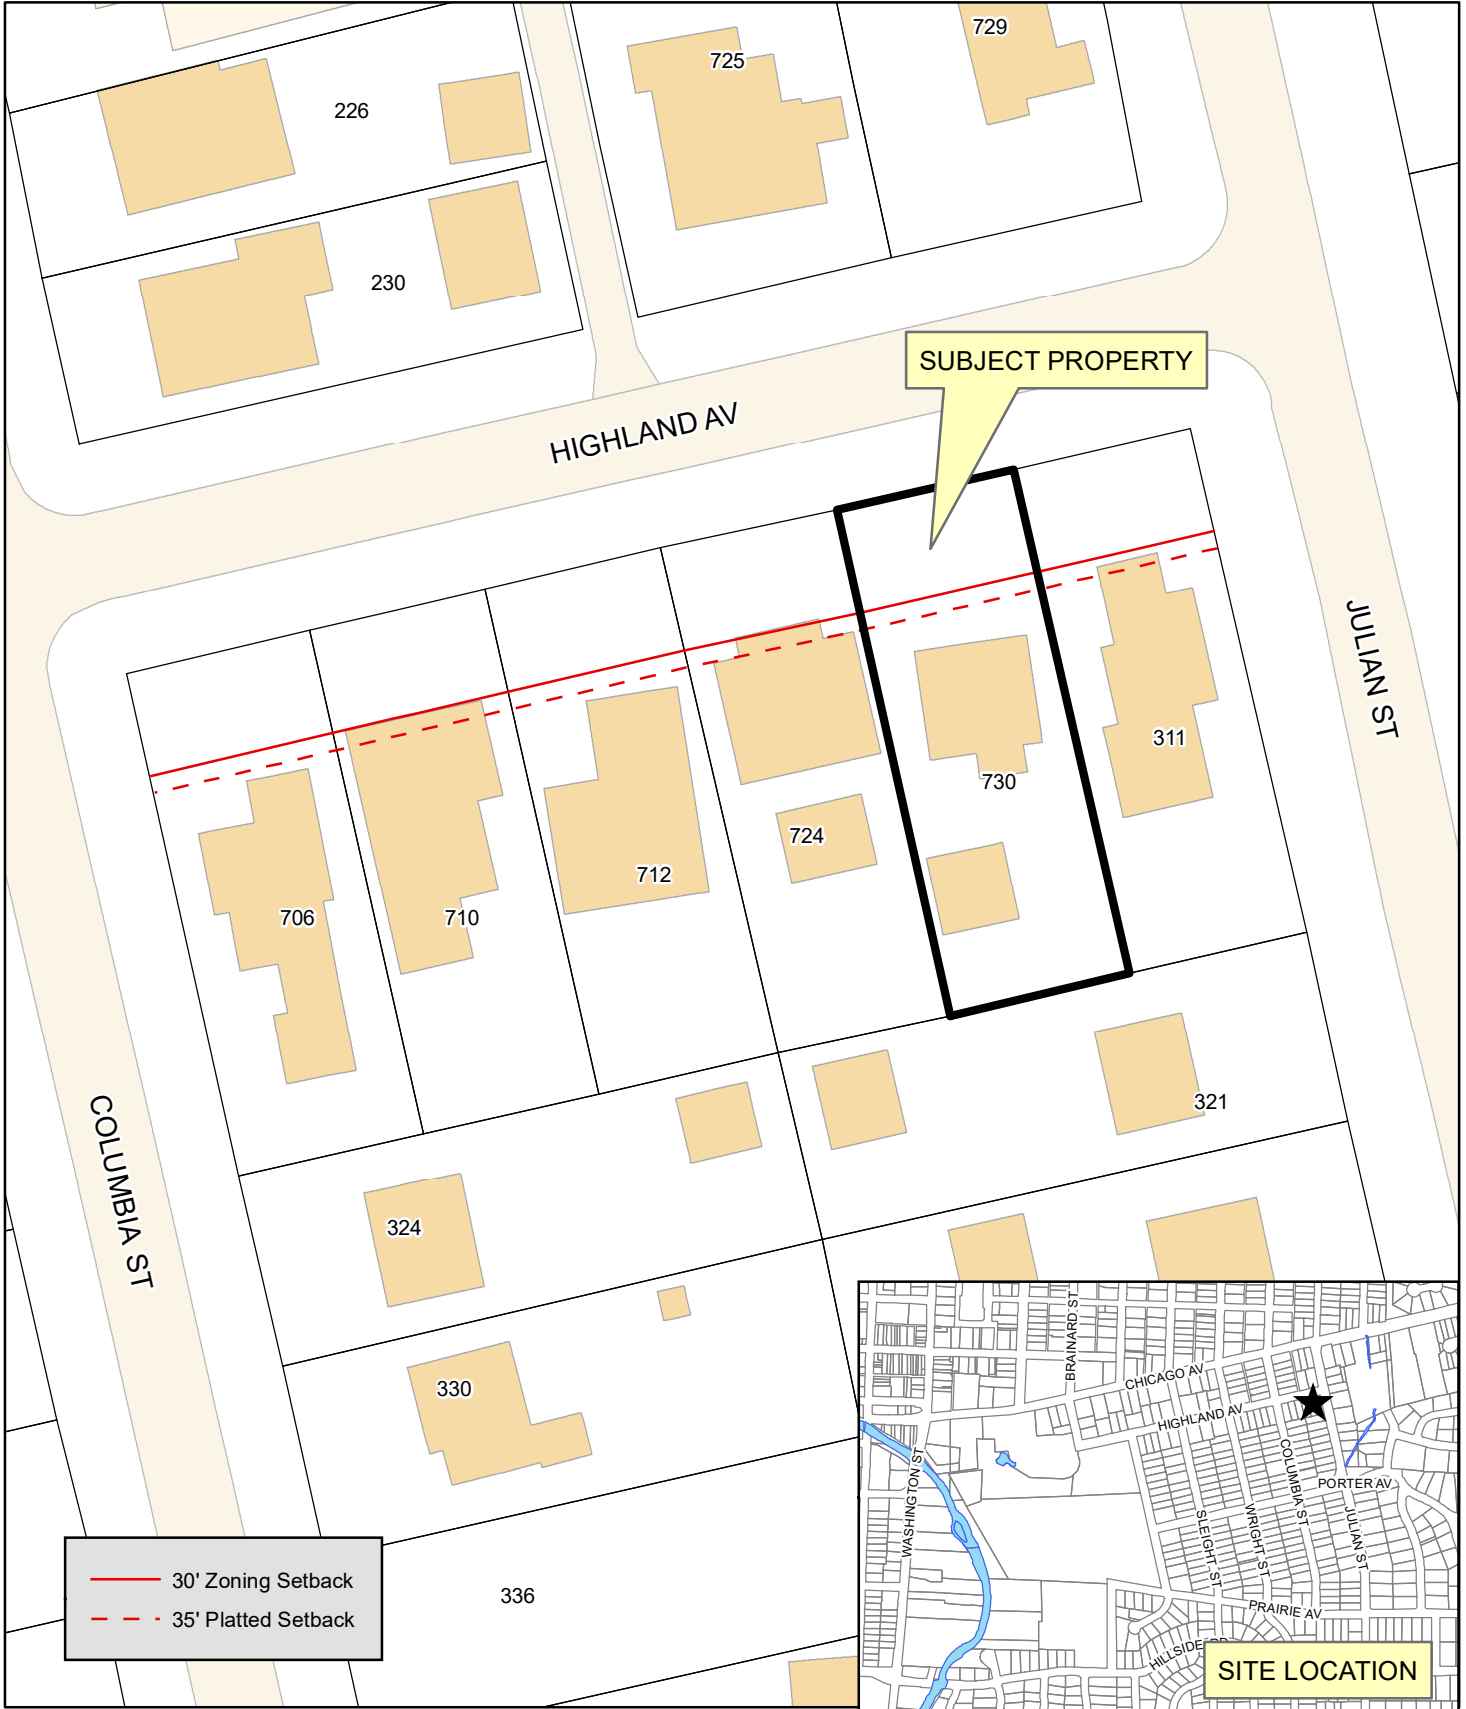 729
725
226
230
SUBJECT PROPERTY
HIGHLAND AV
JULIAN ST
311
730
724
712
706
710
COLUMBIA ST
321
324
330
336
30' Zoning Setback
35' Platted Setback
BRAINARD ST
CHICAGO AV
HIGHLAND AV
WASHINGTON ST
COLUMBIA ST
PORTER AV
SLEIGHT ST
WRIGHT ST
JULIAN ST
PRAIRIE AV
HILLSIDE RD
SITE LOCATION